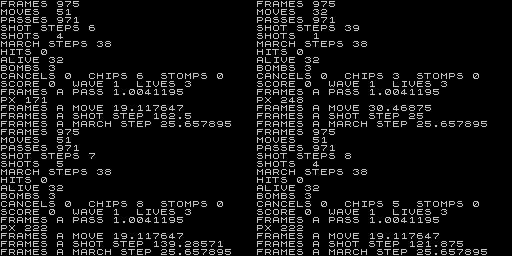 FRAMES 975
MOVES  51
PASSES 971
SHOT STEPS 6
SHOTS  4
MARCH STEPS 38
HITS 0
ALIVE 32
BOMBS 3
CANCELS 0  CHIPS 6  STOMPS 0
SCORE 0  WAVE 1  LIVES 3
FRAMES A PASS 1.0041195
PX 171
FRAMES A MOVE 19.117647
FRAMES A SHOT STEP 162.5
FRAMES A MARCH STEP 25.657895
FRAMES 975
MOVES  51
PASSES 971
SHOT STEPS 7
SHOTS  5
MARCH STEPS 38
HITS 0
ALIVE 32
BOMBS 3
CANCELS 0  CHIPS 8  STOMPS 0
SCORE 0  WAVE 1  LIVES 3
FRAMES A PASS 1.0041195
PX 222
FRAMES A MOVE 19.117647
FRAMES A SHOT STEP 139.28571
FRAMES A MARCH STEP 25.657895
FRAMES 975
MOVES  32
PASSES 971
SHOT STEPS 39
SHOTS  1
MARCH STEPS 38
HITS 0
ALIVE 32
BOMBS 3
CANCELS 0  CHIPS 3  STOMPS 0
SCORE 0  WAVE 1  LIVES 3
FRAMES A PASS 1.0041195
PX 248
FRAMES A MOVE 30.46875
FRAMES A SHOT STEP 25
FRAMES A MARCH STEP 25.657895
FRAMES 975
MOVES  51
PASSES 971
SHOT STEPS 8
SHOTS  4
MARCH STEPS 38
HITS 0
ALIVE 32
BOMBS 3
CANCELS 0  CHIPS 5  STOMPS 0
SCORE 0  WAVE 1  LIVES 3
FRAMES A PASS 1.0041195
PX 222
FRAMES A MOVE 19.117647
FRAMES A SHOT STEP 121.875
FRAMES A MARCH STEP 25.657895